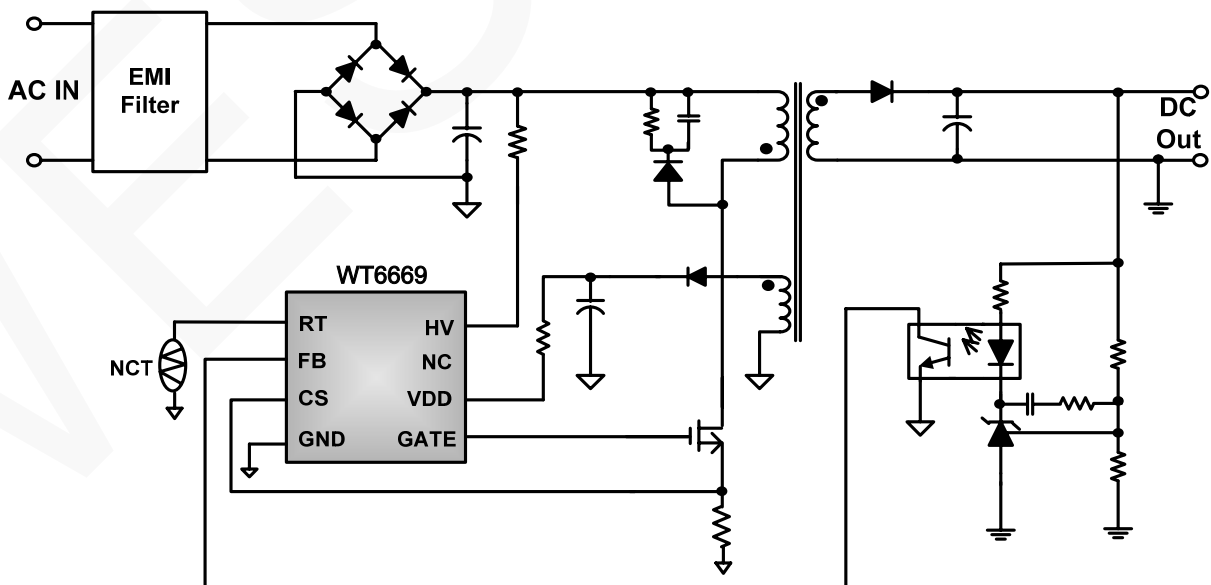 AC IN
EMI
Filter
DC
Out
WT6669
RT
FB
CS
GND
HV
NC
VDD
GATE
NCT